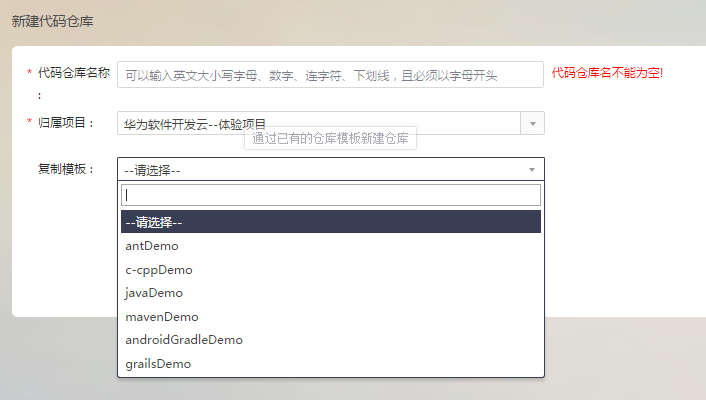 新建代码仓库
* 代码仓库名称 : 可以输入英文大小写字母、数字、连字符、下划线，且必须以字母开头 代码仓库名不能为空!
* 归属项目： 华为软件开发云--体验项目
通过已有的仓库模板新建仓库
复制模板： --请选择--
--请选择--
antDemo
c-cppDemo
javaDemo
mavenDemo
androidGradleDemo
grailsDemo